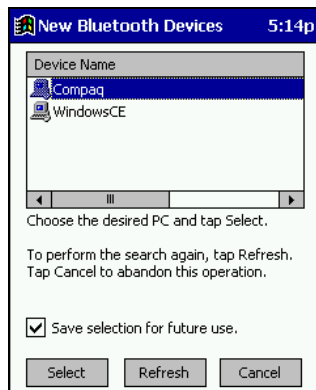 New Bluetooth Devices 5:14p
Device Name
Compaq
WindowsCE
Choose the desired PC and tap Select.
To perform the search again, tap Refresh.
Tap Cancel to abandon this operation.
Save selection for future use.
Select Refresh Cancel